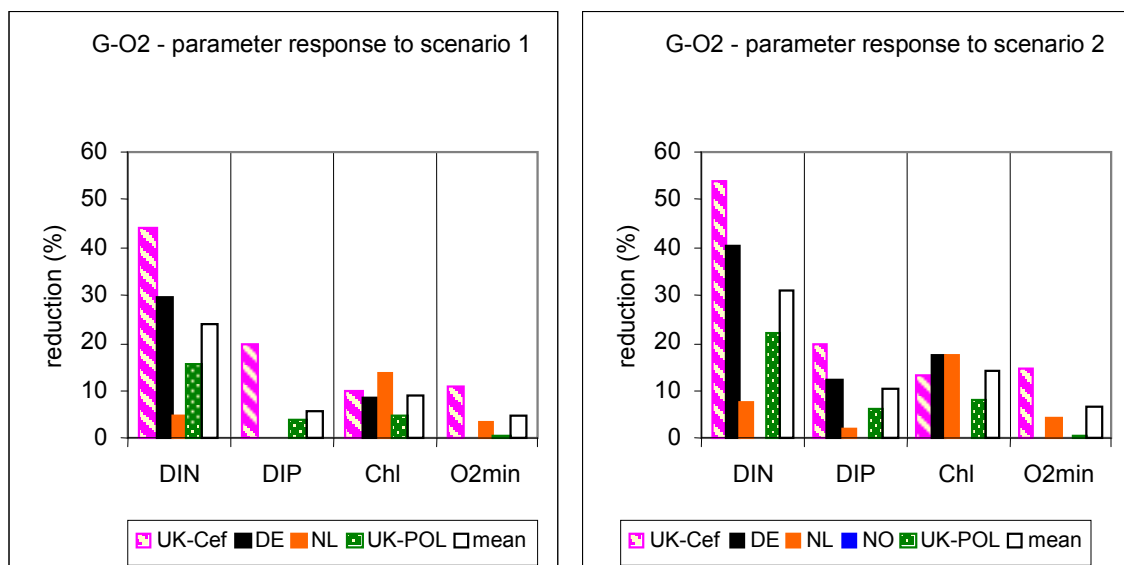 G-O2 - parameter response to scenario 1
60
50
40
30
20
10
0
reduction (%)
DIN DIP Chl O2min
UK-Cef DE NL UK-POL mean
G-O2 - parameter response to scenario 2
60
50
40
30
20
10
0
reduction (%)
DIN DIP Chl O2min
UK-Cef DE NL NO UK-POL mean